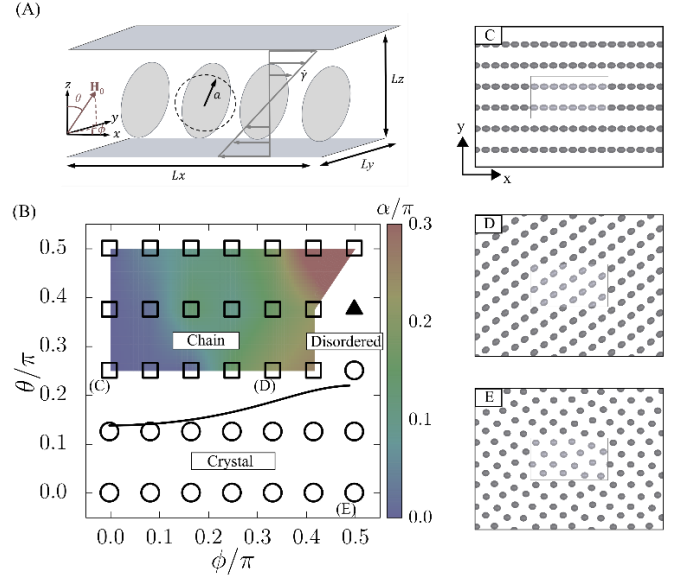 (A)
z
H₀
θ
y
ϕ
x
a
γ̇
Lz
Lx
Ly
C
y
x
(B)
α/π
0.5
0.4
0.3
0.2
0.1
0.0
θ/π
Chain
Disordered
(C)
(D)
Crystal
(E)
0.0 0.1 0.2 0.3 0.4 0.5
ϕ/π
0.3
0.2
0.1
0.0
D
E